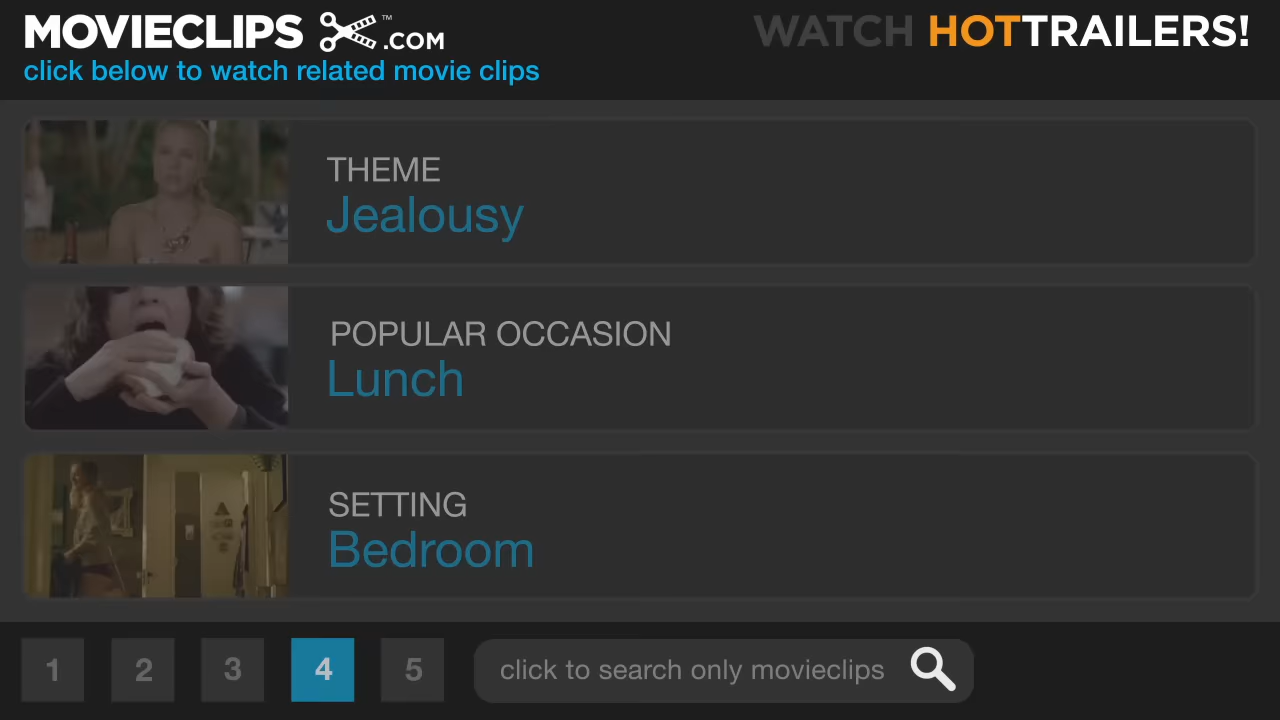 MOVIECLIPS™.COM
WATCH HOTTRAILERS!
click below to watch related movie clips
THEME
Jealousy
POPULAR OCCASION
Lunch
SETTING
Bedroom
1 2 3 4 5
click to search only movieclips